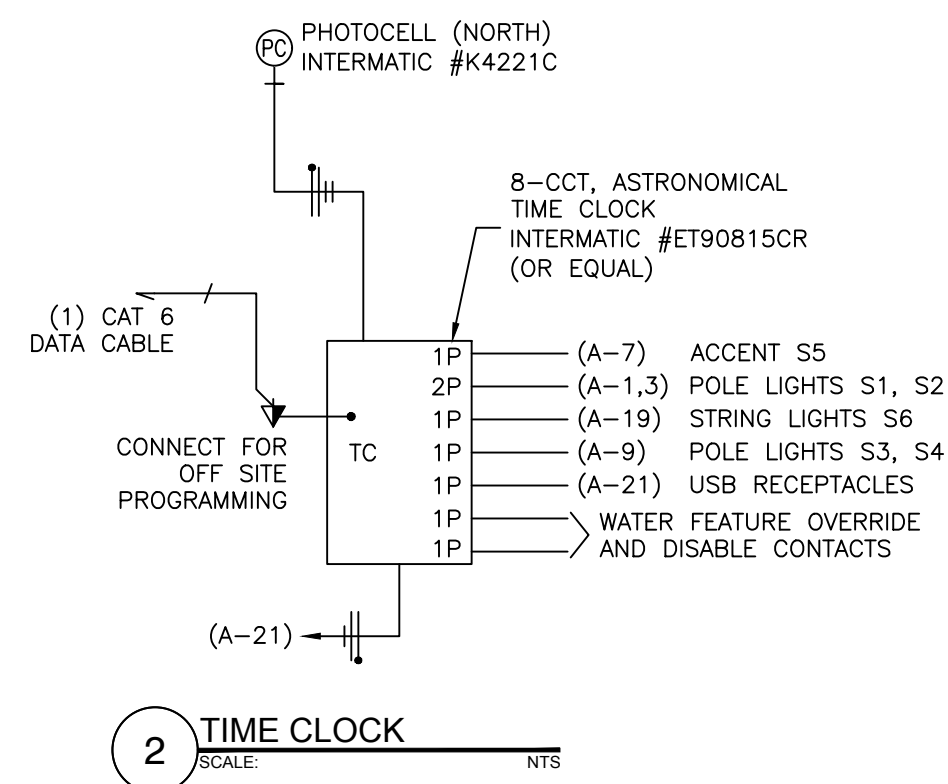 PC
PHOTOCELL (NORTH)
INTERMATIC #K4221C
8-CCT, ASTRONOMICAL
TIME CLOCK
INTERMATIC #ET90815CR
(OR EQUAL)
(1) CAT 6
DATA CABLE
CONNECT FOR
OFF SITE
PROGRAMMING
TC
1P (A-7) ACCENT S5
2P (A-1,3) POLE LIGHTS S1, S2
1P (A-19) STRING LIGHTS S6
1P (A-9) POLE LIGHTS S3, S4
1P (A-21) USB RECEPTACLES
1P WATER FEATURE OVERRIDE
1P AND DISABLE CONTACTS
(A-21)
2 TIME CLOCK
SCALE: NTS